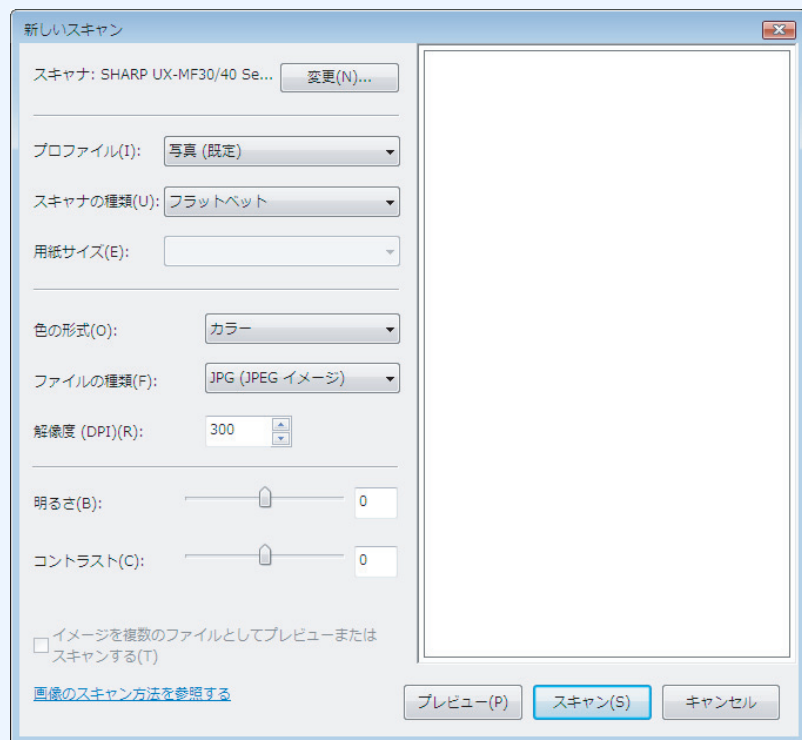 新しいスキャン
スキャナ: SHARP UX-MF30/40 Se... 変更(N)...
プロファイル(I): 写真 (既定)
スキャナの種類(U): フラットベット
用紙サイズ(E):
色の形式(O): カラー
ファイルの種類(F): JPG (JPEG イメージ)
解像度 (DPI)(R): 300
明るさ(B): 0
コントラスト(C): 0
イメージを複数のファイルとしてプレビューまたは
スキャンする(T)
画像のスキャン方法を参照する
プレビュー(P) スキャン(S) キャンセル